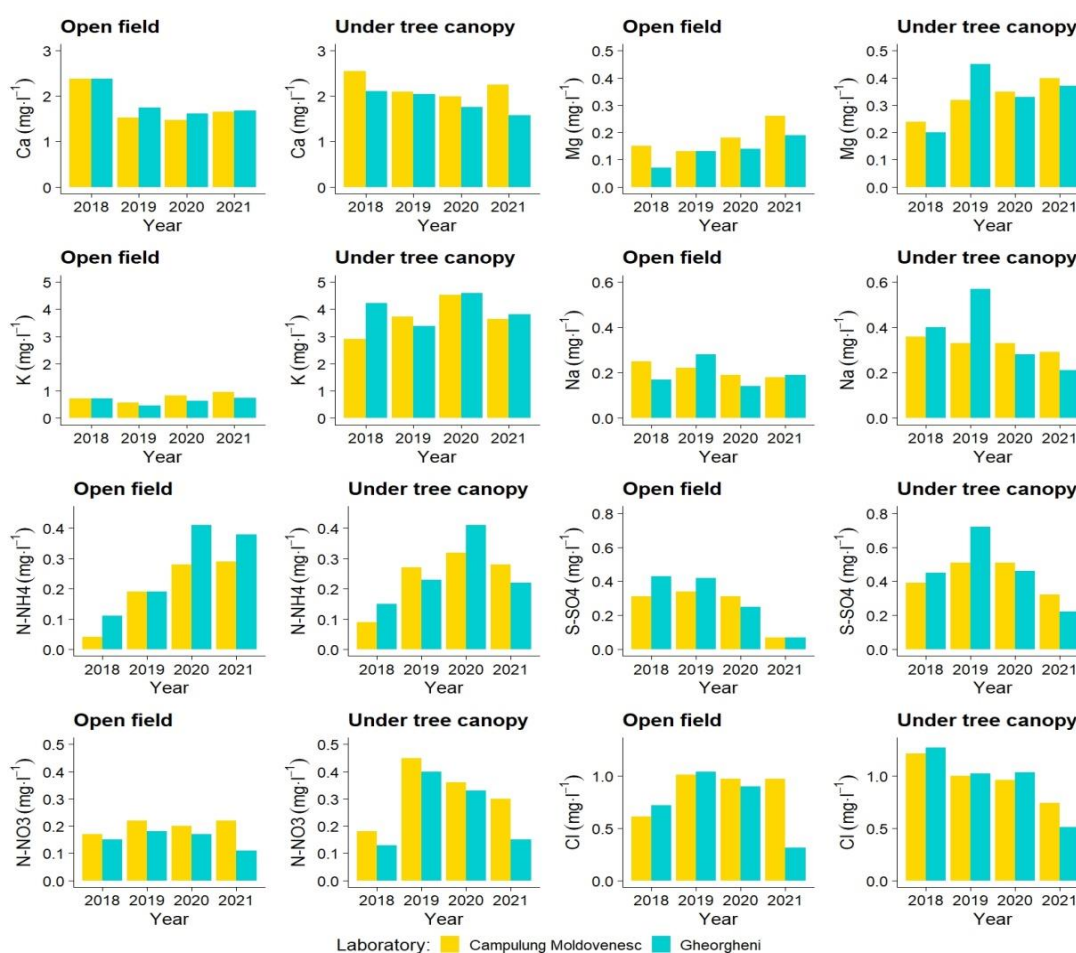 Open field
Under tree canopy
Open field
Under tree canopy
Ca (mg·l⁻¹)
3
2
1
0
2018 2019 2020 2021
Year
Ca (mg·l⁻¹)
3
2
1
0
2018 2019 2020 2021
Year
Mg (mg·l⁻¹)
0.5
0.4
0.3
0.2
0.1
0.0
2018 2019 2020 2021
Year
Mg (mg·l⁻¹)
0.5
0.4
0.3
0.2
0.1
0.0
2018 2019 2020 2021
Year
Open field
Under tree canopy
Open field
Under tree canopy
K (mg·l⁻¹)
5
4
3
2
1
0
2018 2019 2020 2021
Year
K (mg·l⁻¹)
5
4
3
2
1
0
2018 2019 2020 2021
Year
Na (mg·l⁻¹)
0.6
0.4
0.2
0.0
2018 2019 2020 2021
Year
Na (mg·l⁻¹)
0.6
0.4
0.2
0.0
2018 2019 2020 2021
Year
Open field
Under tree canopy
Open field
Under tree canopy
N-NH4 (mg·l⁻¹)
0.4
0.3
0.2
0.1
0.0
2018 2019 2020 2021
Year
N-NH4 (mg·l⁻¹)
0.4
0.3
0.2
0.1
0.0
2018 2019 2020 2021
Year
S-SO4 (mg·l⁻¹)
0.8
0.6
0.4
0.2
0.0
2018 2019 2020 2021
Year
S-SO4 (mg·l⁻¹)
0.8
0.6
0.4
0.2
0.0
2018 2019 2020 2021
Year
Open field
Under tree canopy
Open field
Under tree canopy
N-NO3 (mg·l⁻¹)
0.5
0.4
0.3
0.2
0.1
0.0
2018 2019 2020 2021
Year
N-NO3 (mg·l⁻¹)
0.5
0.4
0.3
0.2
0.1
0.0
2018 2019 2020 2021
Year
Cl (mg·l⁻¹)
1.0
0.5
0.0
2018 2019 2020 2021
Year
Cl (mg·l⁻¹)
1.0
0.5
0.0
2018 2019 2020 2021
Year
Laboratory: Campulung Moldovenesc Gheorgheni